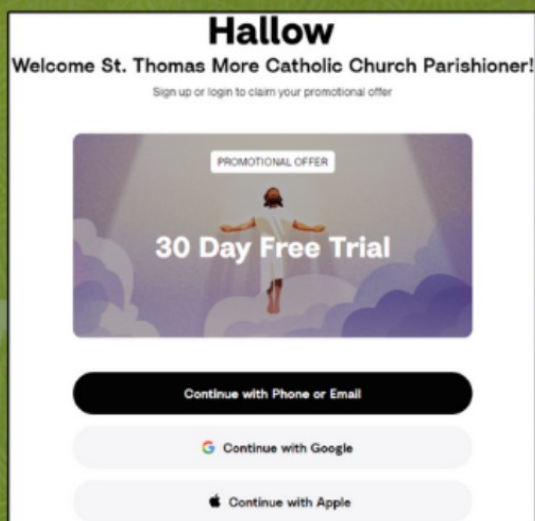 Hallow
Welcome St. Thomas More Catholic Church Parishioner!
Sign up or login to claim your promotional offer
PROMOTIONAL OFFER
30 Day Free Trial
Continue with Phone or Email
Continue with Google
Continue with Apple